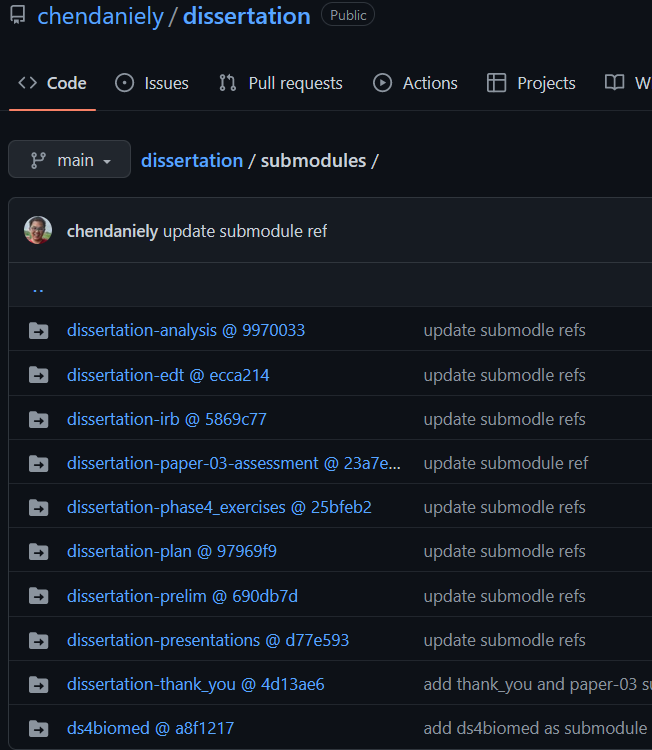 chendaniely / dissertation Public
Code Issues Pull requests Actions Projects
main dissertation / submodules /
chendaniely update submodule ref
..
dissertation-analysis @ 9970033 update submodle refs
dissertation-edt @ ecca214 update submodle refs
dissertation-irb @ 5869c77 update submodle refs
dissertation-paper-03-assessment @ 23a7e... update submodule ref
dissertation-phase4_exercises @ 25bfeb2 update submodle refs
dissertation-plan @ 97969f9 update submodle refs
dissertation-prelim @ 690db7d update submodle refs
dissertation-presentations @ d77e593 update submodle refs
dissertation-thank_you @ 4d13ae6 add thank_you and paper-03 su
ds4biomed @ a8f1217 add ds4biomed as submodule